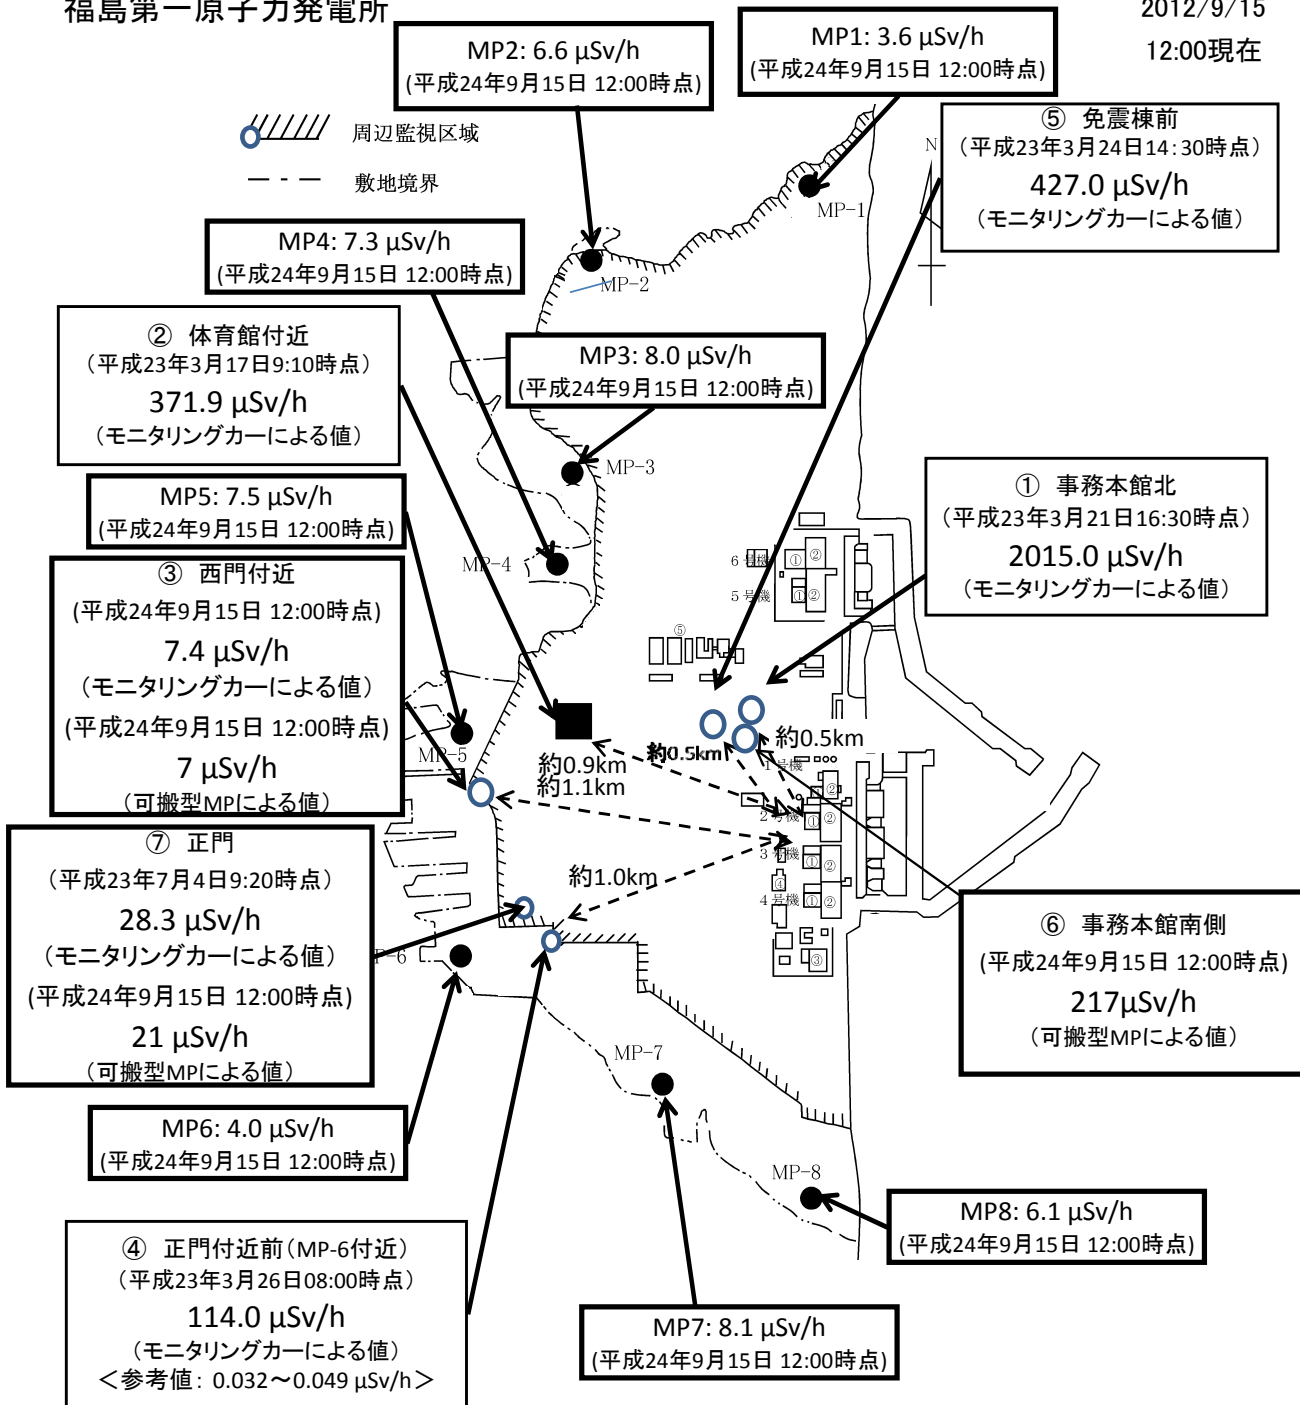 福島第一原子力発電所
2012/9/15
12:00現在
MP2: 6.6 μSv/h
(平成24年9月15日 12:00時点)
MP1: 3.6 μSv/h
(平成24年9月15日 12:00時点)
周辺監視区域
敷地境界
⑤ 免震棟前
(平成23年3月24日14:30時点)
427.0 μSv/h
(モニタリングカーによる値)
N
MP-1
MP4: 7.3 μSv/h
(平成24年9月15日 12:00時点)
MP-2
② 体育館付近
(平成23年3月17日9:10時点)
371.9 μSv/h
(モニタリングカーによる値)
MP3: 8.0 μSv/h
(平成24年9月15日 12:00時点)
MP-3
MP5: 7.5 μSv/h
(平成24年9月15日 12:00時点)
① 事務本館北
(平成23年3月21日16:30時点)
2015.0 μSv/h
(モニタリングカーによる値)
MP-4
6号機
①
②
5号機
①
②
③ 西門付近
(平成24年9月15日 12:00時点)
7.4 μSv/h
(モニタリングカーによる値)
(平成24年9月15日 12:00時点)
7 μSv/h
(可搬型MPによる値)
⑤
MP-5
約0.5km
約0.5km
約0.9km
約1.1km
1号機
②
2号機
①
②
3号機
①
②
④
4号機
①
②
③
約1.0km
⑦ 正門
(平成23年7月4日9:20時点)
28.3 μSv/h
(モニタリングカーによる値)
(平成24年9月15日 12:00時点)
21 μSv/h
(可搬型MPによる値)
P-6
⑥ 事務本館南側
(平成24年9月15日 12:00時点)
217μSv/h
(可搬型MPによる値)
MP-7
MP6: 4.0 μSv/h
(平成24年9月15日 12:00時点)
MP-8
MP8: 6.1 μSv/h
(平成24年9月15日 12:00時点)
④ 正門付近前(MP-6付近)
(平成23年3月26日08:00時点)
114.0 μSv/h
(モニタリングカーによる値)
＜参考値: 0.032～0.049 μSv/h＞
MP7: 8.1 μSv/h
(平成24年9月15日 12:00時点)